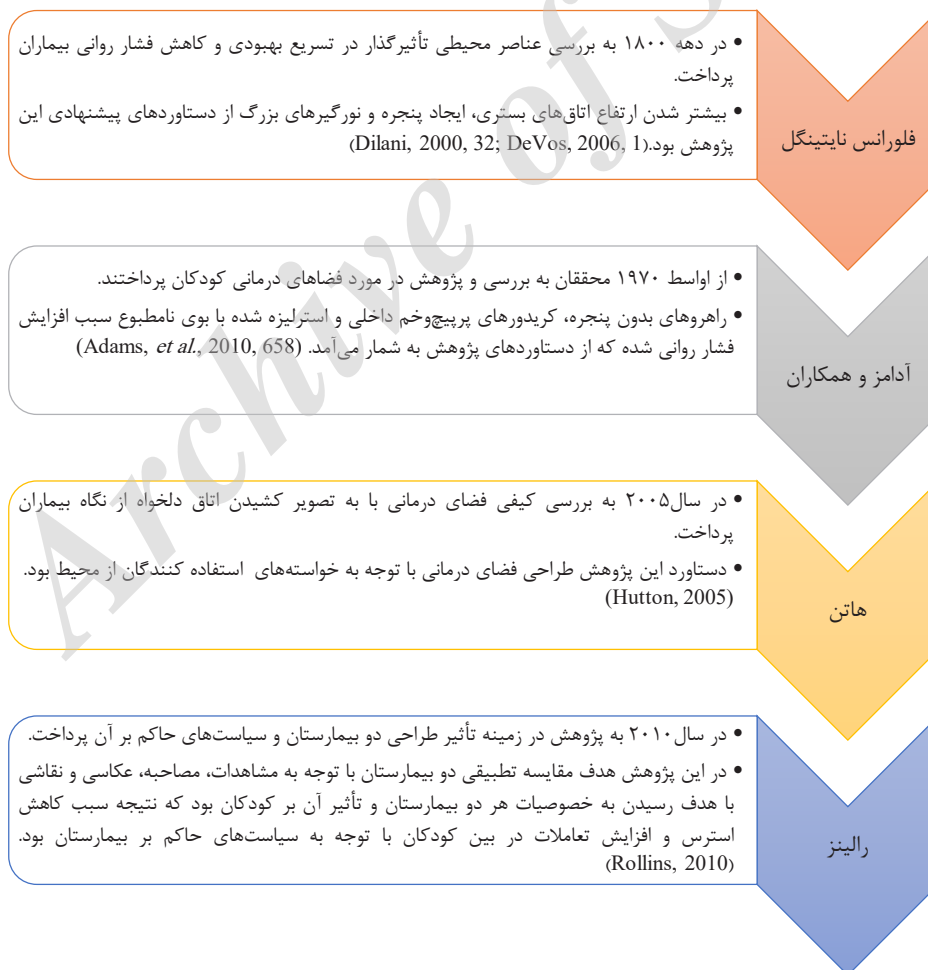 فلورانس نایتینگل
• در دهه ۱۸۰۰ به بررسی عناصر محیطی تأثیرگذار در تسریع بهبودی و کاهش فشار روانی بیماران
پرداخت.
• بیشتر شدن ارتفاع اتاق‌های بستری، ایجاد پنجره و نورگیرهای بزرگ از دستاوردهای پیشنهادی این
پژوهش بود.(Dilani, 2000, 32; DeVos, 2006, 1)
آدامز و همکاران
• از اواسط ۱۹۷۰ محققان به بررسی و پژوهش در مورد فضاهای درمانی کودکان پرداختند.
• راهروهای بدون پنجره، کریدورهای پرپیچ‌وخم داخلی و استرلیزه شده با بوی نامطبوع سبب افزایش
فشار روانی شده که از دستاوردهای پژوهش به شمار می‌آمد. (Adams, et al., 2010, 658)
هاتن
• در سال۲۰۰۵ به بررسی کیفی فضای درمانی با به تصویر کشیدن اتاق دلخواه از نگاه بیماران
پرداخت.
• دستاورد این پژوهش طراحی فضای درمانی با توجه به خواسته‌های استفاده کنندگان از محیط بود.
(Hutton, 2005)
رالینز
• در سال۲۰۱۰ به پژوهش در زمینه تأثیر طراحی دو بیمارستان و سیاست‌های حاکم بر آن پرداخت.
• در این پژوهش هدف مقایسه تطبیقی دو بیمارستان با توجه به مشاهدات، مصاحبه، عکاسی و نقاشی
با هدف رسیدن به خصوصیات هر دو بیمارستان و تأثیر آن بر کودکان بود که نتیجه سبب کاهش
استرس و افزایش تعاملات در بین کودکان با توجه به سیاست‌های حاکم بر بیمارستان بود.
(Rollins, 2010)
Archive of S